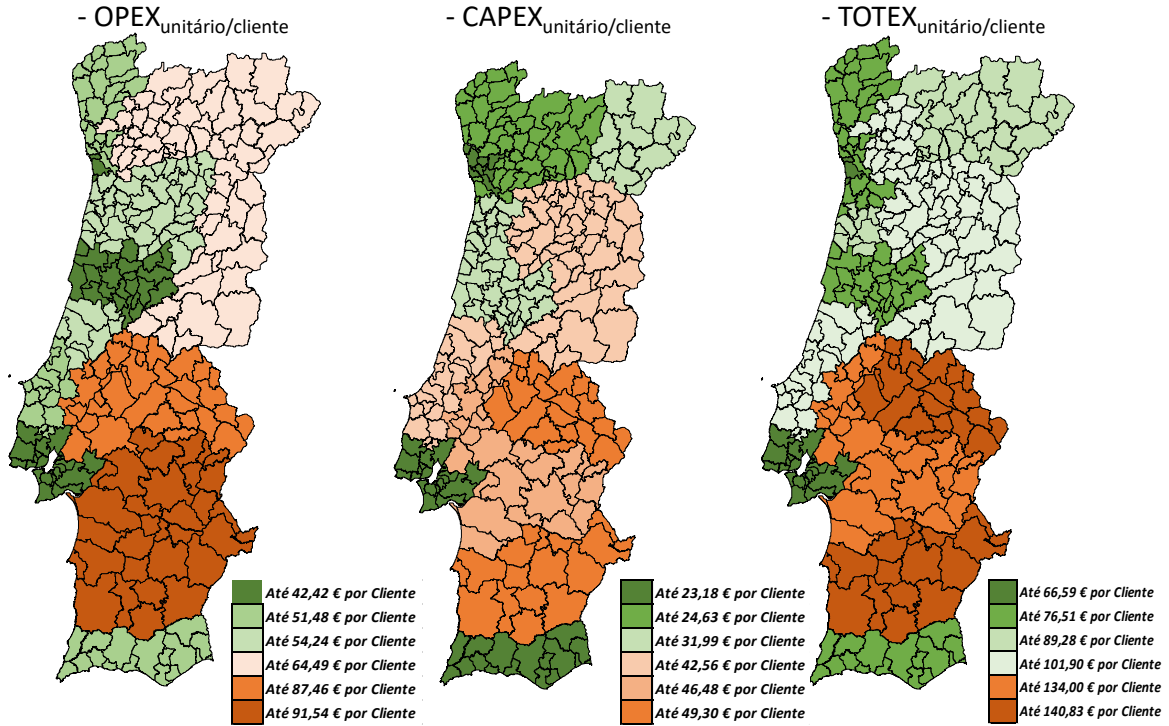 - OPEXunitário/cliente
- CAPEXunitário/cliente
- TOTEXunitário/cliente
Até 42,42 € por Cliente
Até 51,48 € por Cliente
Até 54,24 € por Cliente
Até 64,49 € por Cliente
Até 87,46 € por Cliente
Até 91,54 € por Cliente
Até 23,18 € por Cliente
Até 24,63 € por Cliente
Até 31,99 € por Cliente
Até 42,56 € por Cliente
Até 46,48 € por Cliente
Até 49,30 € por Cliente
Até 66,59 € por Cliente
Até 76,51 € por Cliente
Até 89,28 € por Cliente
Até 101,90 € por Cliente
Até 134,00 € por Cliente
Até 140,83 € por Cliente